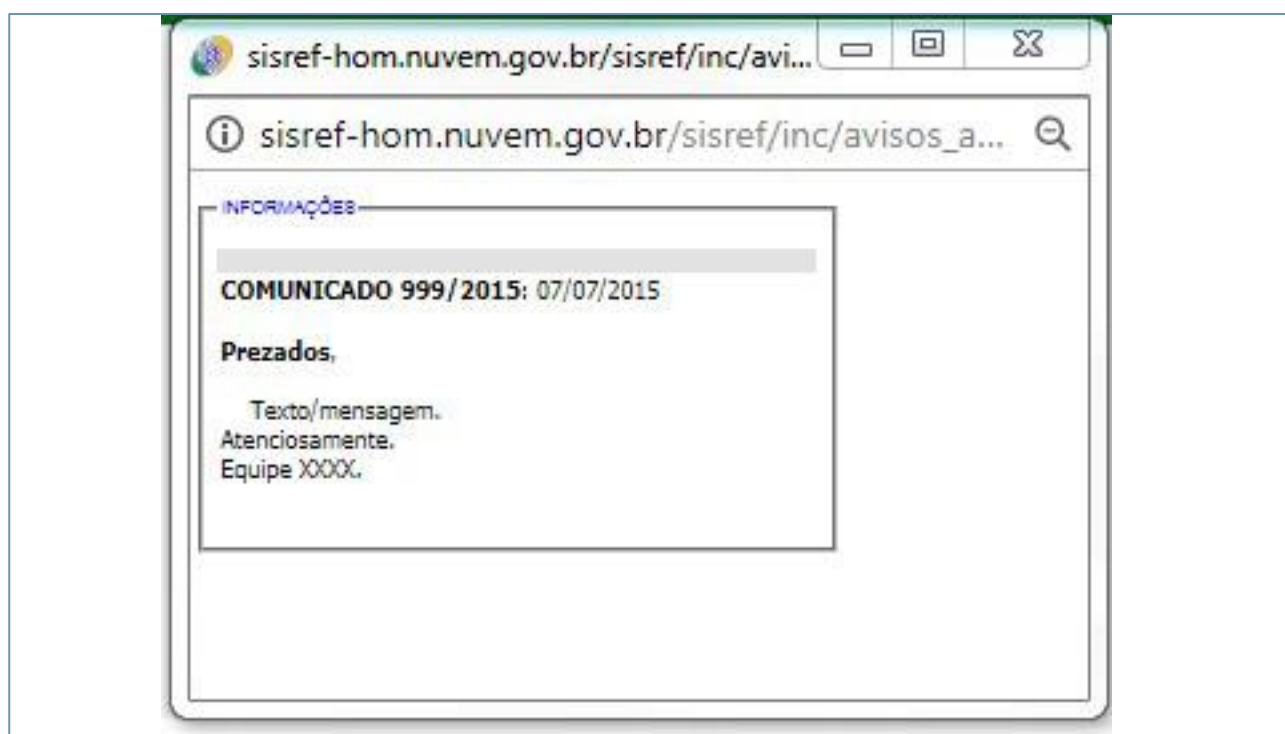 sisref-hom.nuvem.gov.br/sisref/inc/avi...
sisref-hom.nuvem.gov.br/sisref/inc/avisos_a...
INFORMAÇÕES
COMUNICADO 999/2015: 07/07/2015
Prezados,
Texto/mensagem.
Atenciosamente.
Equipe XXXX.